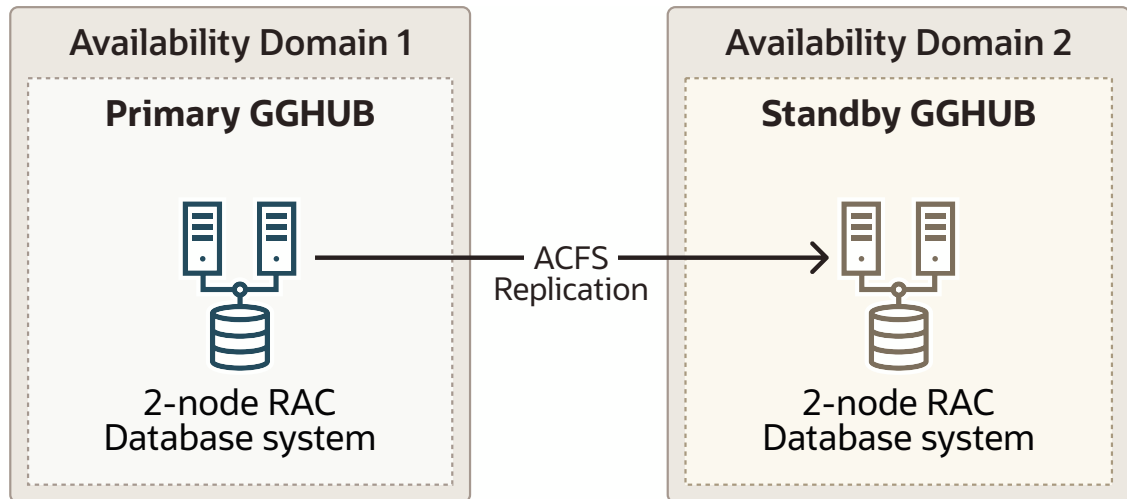 Availability Domain 1
Primary GGHUB
2-node RAC
Database system
ACFS
Replication
Availability Domain 2
Standby GGHUB
2-node RAC
Database system